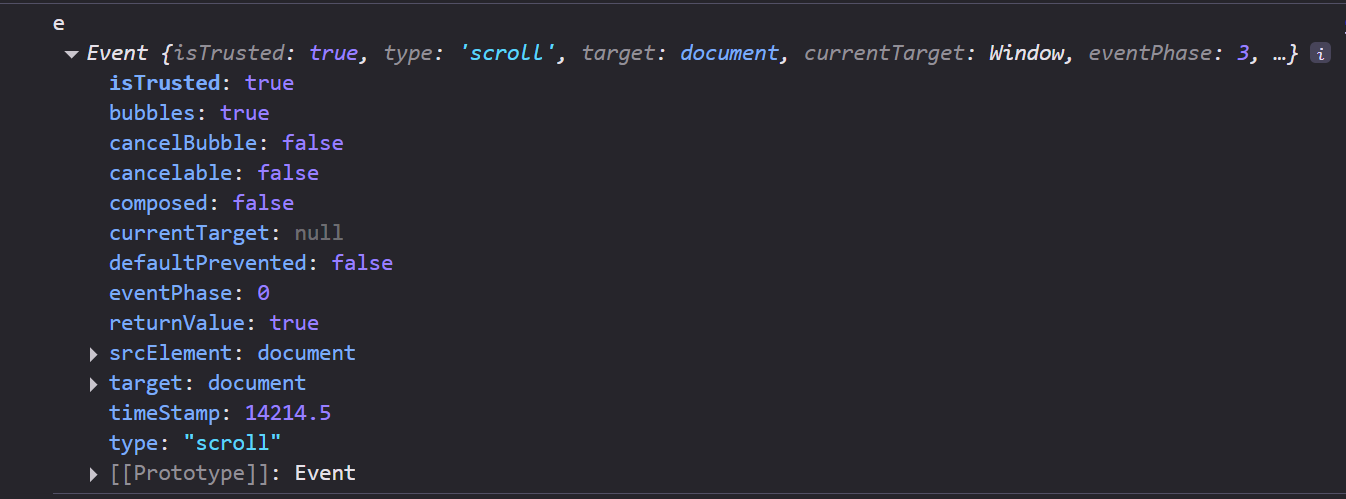 e
Event {isTrusted: true, type: 'scroll', target: document, currentTarget: Window, eventPhase: 3, …} i
isTrusted: true
bubbles: true
cancelBubble: false
cancelable: false
composed: false
currentTarget: null
defaultPrevented: false
eventPhase: 0
returnValue: true
srcElement: document
target: document
timeStamp: 14214.5
type: "scroll"
[[Prototype]]: Event